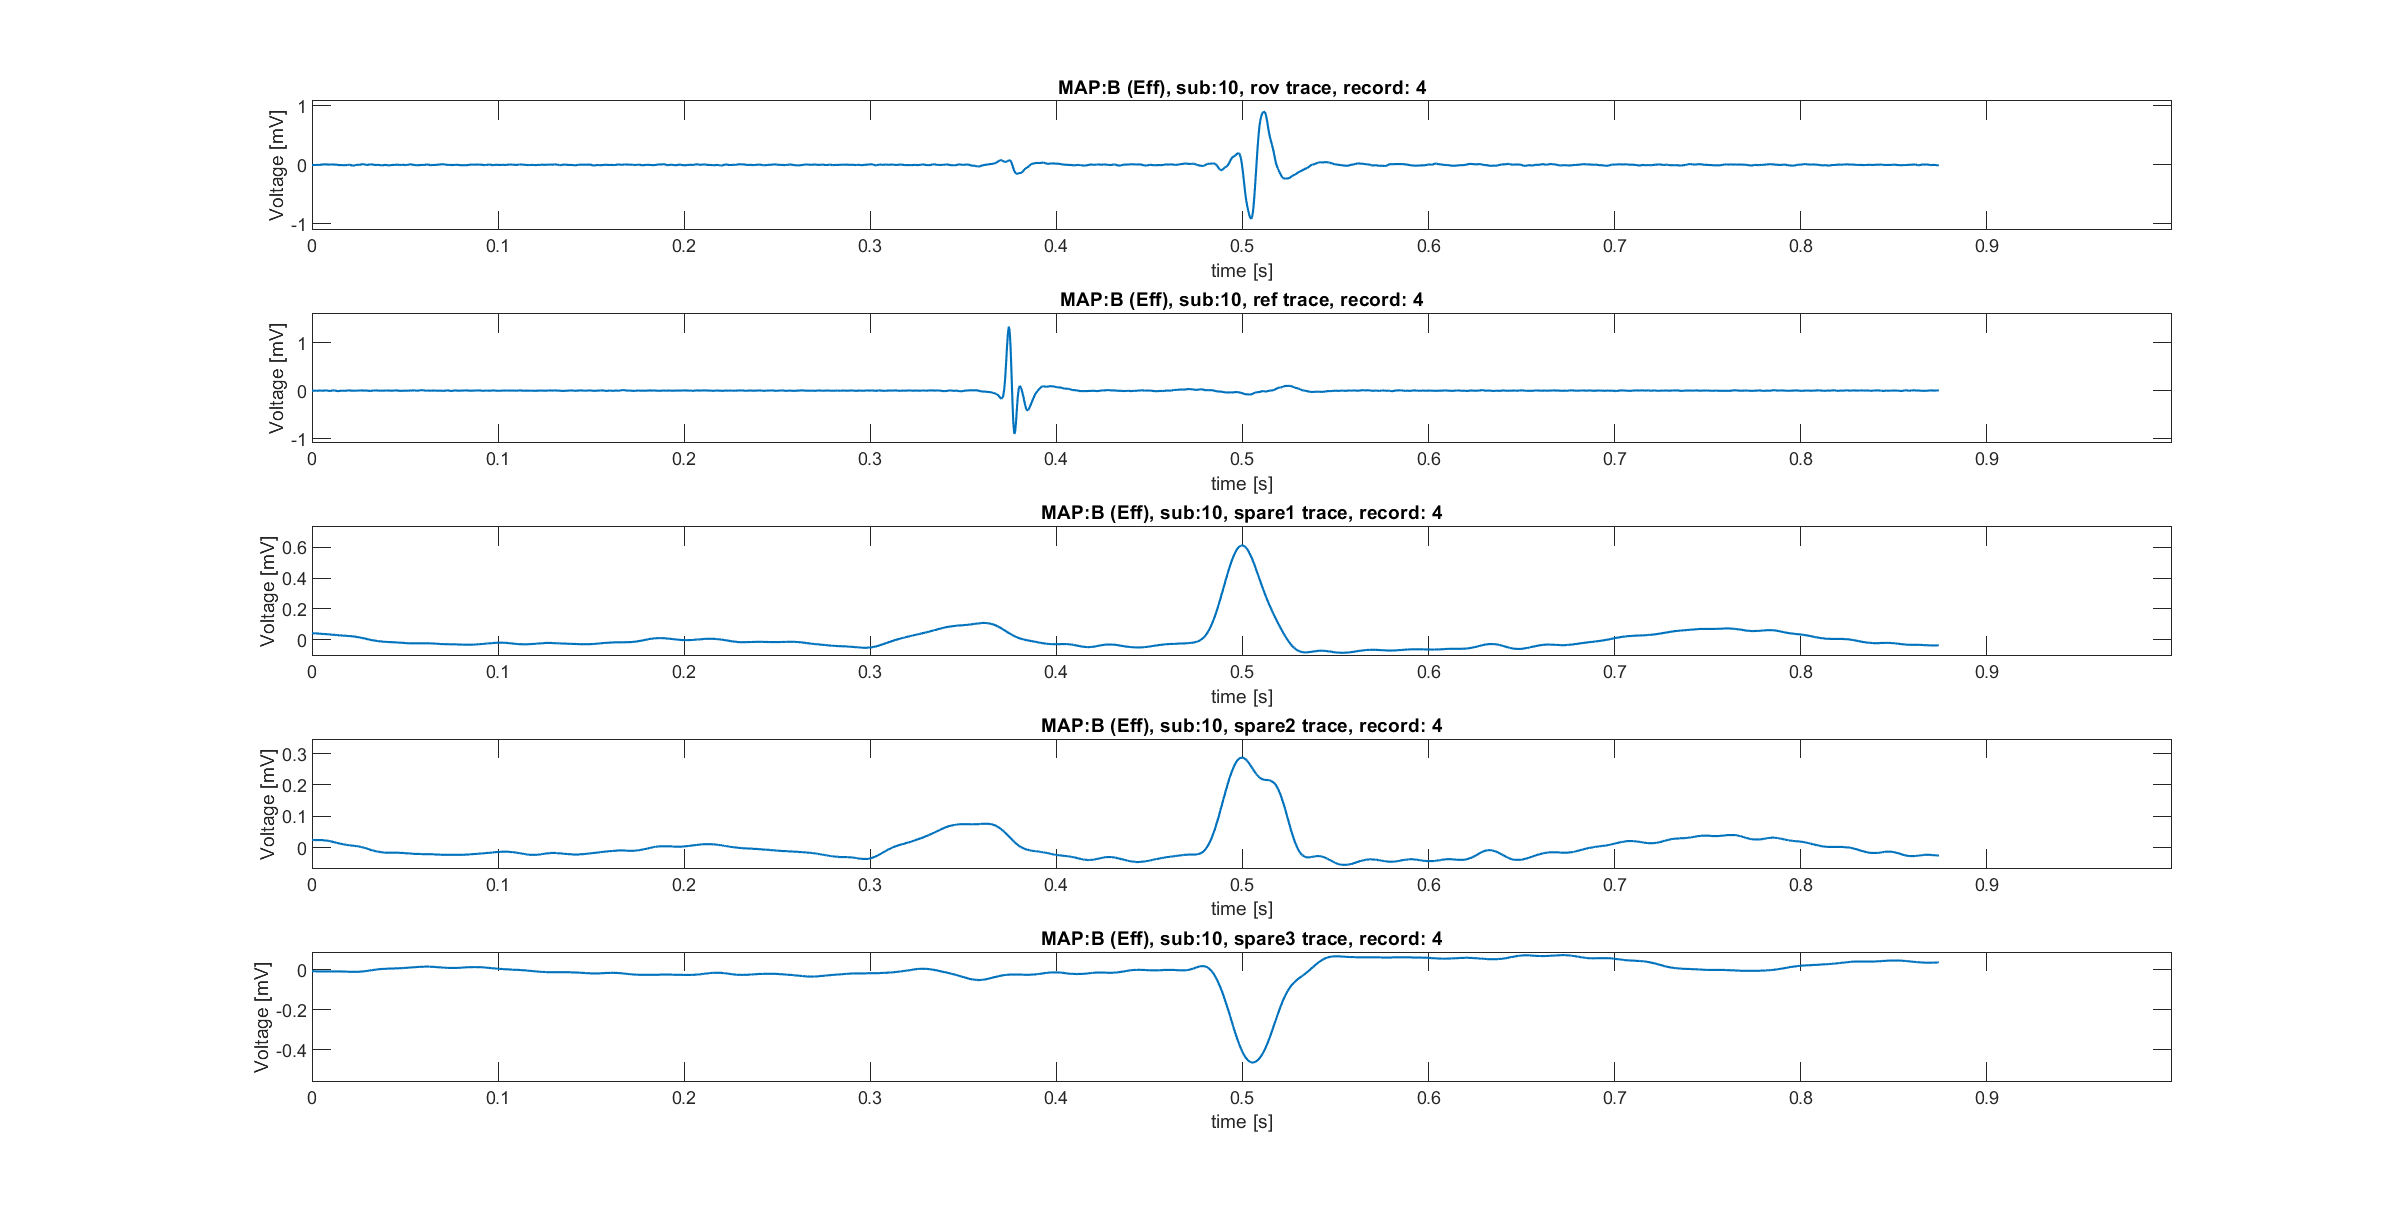 MAP:B (Eff), sub:10, rov trace, record: 4
Voltage [mV]
1
0
-1
0 0.1 0.2 0.3 0.4 0.5 0.6 0.7 0.8 0.9
time [s]
MAP:B (Eff), sub:10, ref trace, record: 4
Voltage [mV]
1
0
-1
0 0.1 0.2 0.3 0.4 0.5 0.6 0.7 0.8 0.9
time [s]
MAP:B (Eff), sub:10, spare1 trace, record: 4
Voltage [mV]
0.6
0.4
0.2
0
0 0.1 0.2 0.3 0.4 0.5 0.6 0.7 0.8 0.9
time [s]
MAP:B (Eff), sub:10, spare2 trace, record: 4
Voltage [mV]
0.3
0.2
0.1
0
0 0.1 0.2 0.3 0.4 0.5 0.6 0.7 0.8 0.9
time [s]
MAP:B (Eff), sub:10, spare3 trace, record: 4
Voltage [mV]
0
-0.2
-0.4
0 0.1 0.2 0.3 0.4 0.5 0.6 0.7 0.8 0.9
time [s]